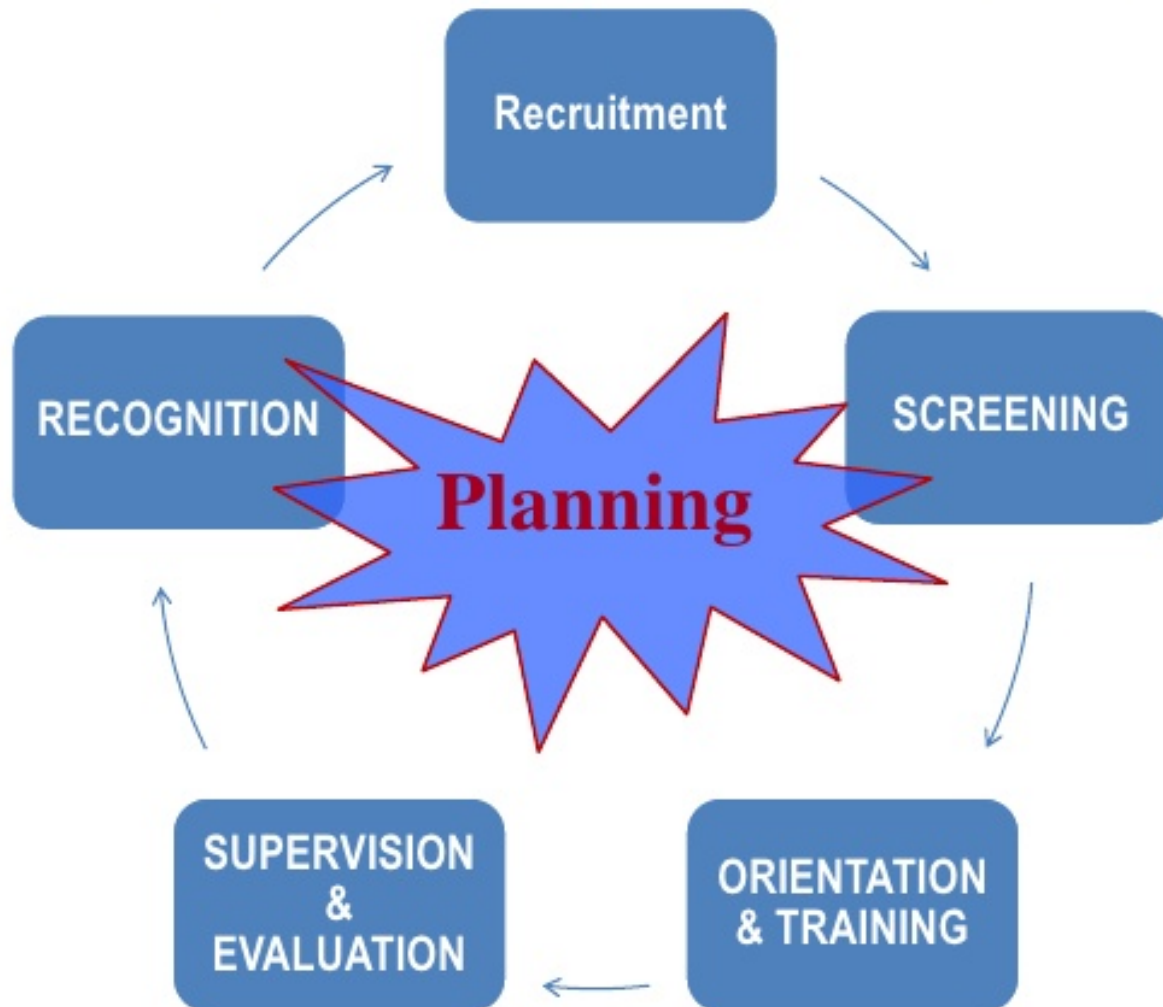 Recruitment
RECOGNITION
SCREENING
Planning
SUPERVISION
&
EVALUATION
ORIENTATION
& TRAINING